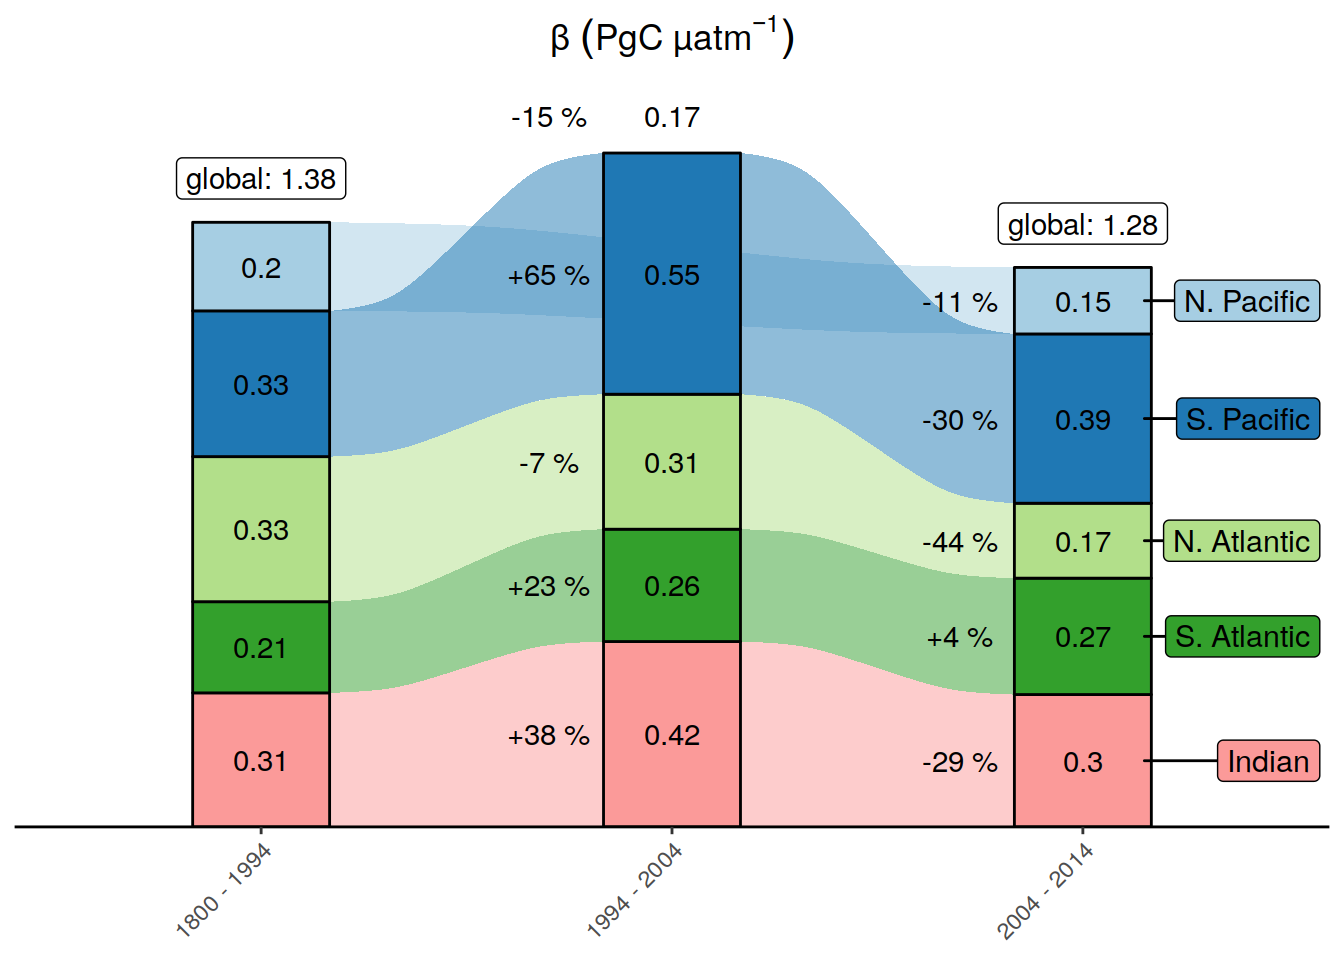 β (PgC µatm⁻¹)
-15 % 0.17
global: 1.38
global: 1.28
0.2 +65 % 0.55 -11 % 0.15 N. Pacific
0.33 -30 % 0.39 S. Pacific
0.33 -7 % 0.31 -44 % 0.17 N. Atlantic
0.21 +23 % 0.26 +4 % 0.27 S. Atlantic
0.31 +38 % 0.42 -29 % 0.3 Indian
1800 - 1994
1994 - 2004
2004 - 2014